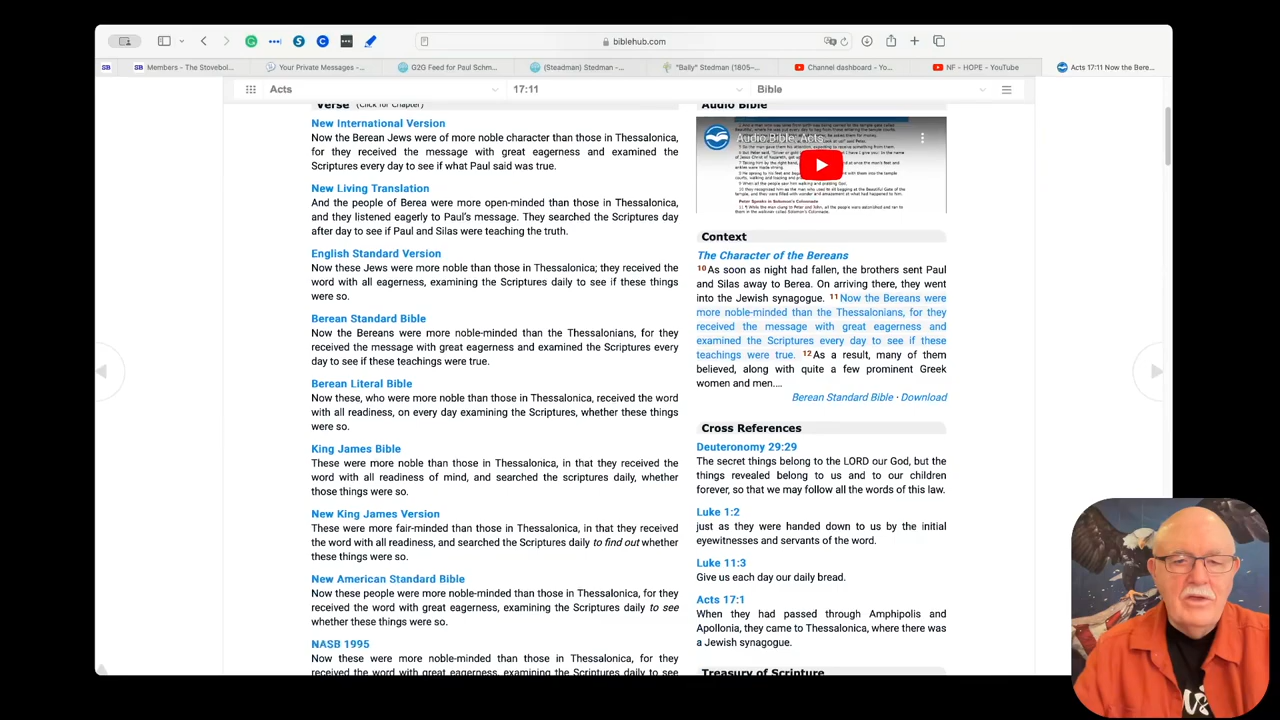 biblehub.com
SB
SB Members - The Stovebol...
Your Private Messages -...
G2G Feed for Paul Schm...
(Steadman) Stedman -...
"Bally" Stedman (1805–...
Channel dashboard - Yo...
NF - HOPE - YouTube
Acts 17:11 Now the Bere...
Acts
17:11
Bible
Verse (Click for Chapter)
New International Version
Now the Berean Jews were of more noble character than those in Thessalonica,
for they received the message with great eagerness and examined the
Scriptures every day to see if what Paul said was true.
New Living Translation
And the people of Berea were more open-minded than those in Thessalonica,
and they listened eagerly to Paul's message. They searched the Scriptures day
after day to see if Paul and Silas were teaching the truth.
English Standard Version
Now these Jews were more noble than those in Thessalonica; they received the
word with all eagerness, examining the Scriptures daily to see if these things
were so.
Berean Standard Bible
Now the Bereans were more noble-minded than the Thessalonians, for they
received the message with great eagerness and examined the Scriptures every
day to see if these teachings were true.
Berean Literal Bible
Now these, who were more noble than those in Thessalonica, received the word
with all readiness, on every day examining the Scriptures, whether these things
were so.
King James Bible
These were more noble than those in Thessalonica, in that they received the
word with all readiness of mind, and searched the scriptures daily, whether
those things were so.
New King James Version
These were more fair-minded than those in Thessalonica, in that they received
the word with all readiness, and searched the Scriptures daily to find out whether
these things were so.
New American Standard Bible
Now these people were more noble-minded than those in Thessalonica, for they
received the word with great eagerness, examining the Scriptures daily to see
whether these things were so.
NASB 1995
Now these were more noble-minded than those in Thessalonica, for they
received the word with great eagerness, examining the Scriptures daily to see
Audio Bible
Audio Bible: Acts
Context
The Character of the Bereans
10As soon as night had fallen, the brothers sent Paul
and Silas away to Berea. On arriving there, they went
into the Jewish synagogue. 11Now the Bereans were
more noble-minded than the Thessalonians, for they
received the message with great eagerness and
examined the Scriptures every day to see if these
teachings were true. 12As a result, many of them
believed, along with quite a few prominent Greek
women and men....
Berean Standard Bible · Download
Cross References
Deuteronomy 29:29
The secret things belong to the LORD our God, but the
things revealed belong to us and to our children
forever, so that we may follow all the words of this law.
Luke 1:2
just as they were handed down to us by the initial
eyewitnesses and servants of the word.
Luke 11:3
Give us each day our daily bread.
Acts 17:1
When they had passed through Amphipolis and
Apollonia, they came to Thessalonica, where there was
a Jewish synagogue.
Treasury of Scripture